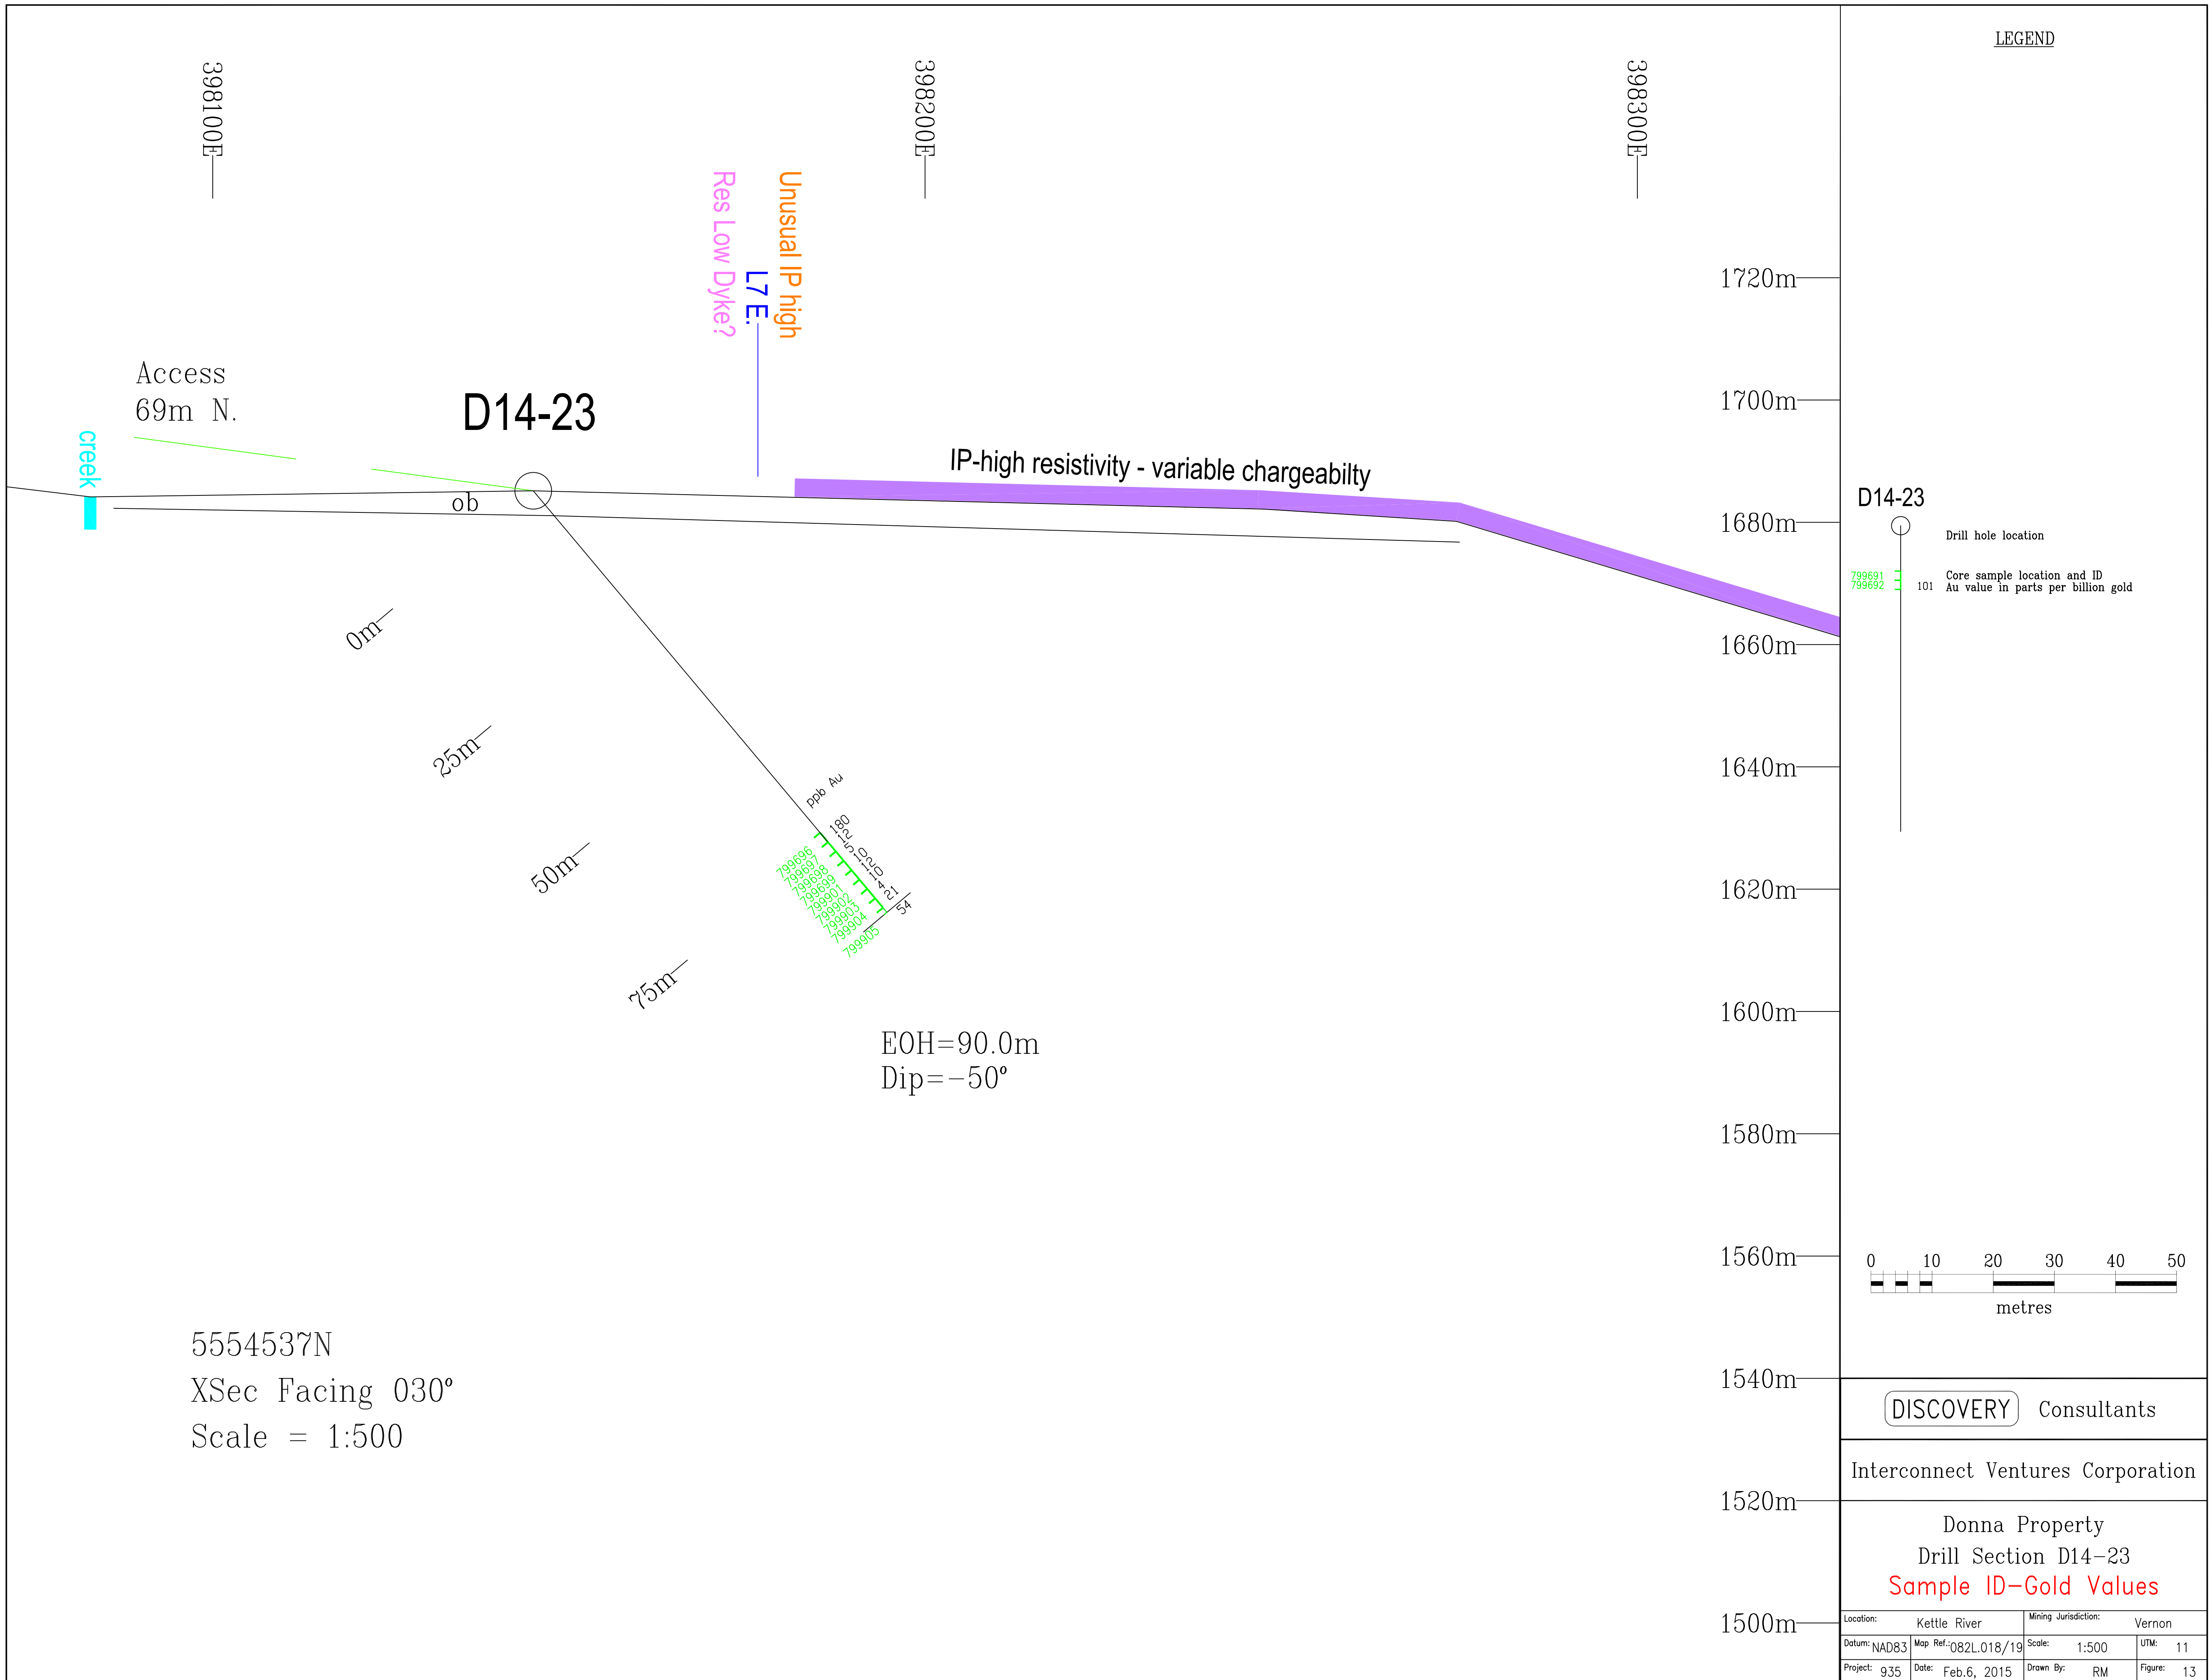 LEGEND
398100E
398200E
398300E
Unusual IP high
L7 E.
Res Low Dyke?
1720m
1700m
1680m
1660m
1640m
1620m
1600m
1580m
1560m
1540m
1520m
1500m
Access
69m N.
creek
D14-23
ob
IP-high resistivity - variable chargeabilty
0m
25m
50m
75m
ppb Au
180
12
5
10
10
4
21
54
799696
799697
799698
799699
799901
799902
799903
799904
799905
EOH=90.0m
Dip=-50°
5554537N
XSec Facing 030°
Scale = 1:500
D14-23
Drill hole location
799691
799692
101
Core sample location and ID
Au value in parts per billion gold
0 10 20 30 40 50
metres
DISCOVERY Consultants
Interconnect Ventures Corporation
Donna Property
Drill Section D14-23
Sample ID-Gold Values
Location: Kettle River Mining Jurisdiction: Vernon
Datum: NAD83 Map Ref.: 082L.018/19 Scale: 1:500 UTM: 11
Project: 935 Date: Feb.6, 2015 Drawn By: RM Figure: 13